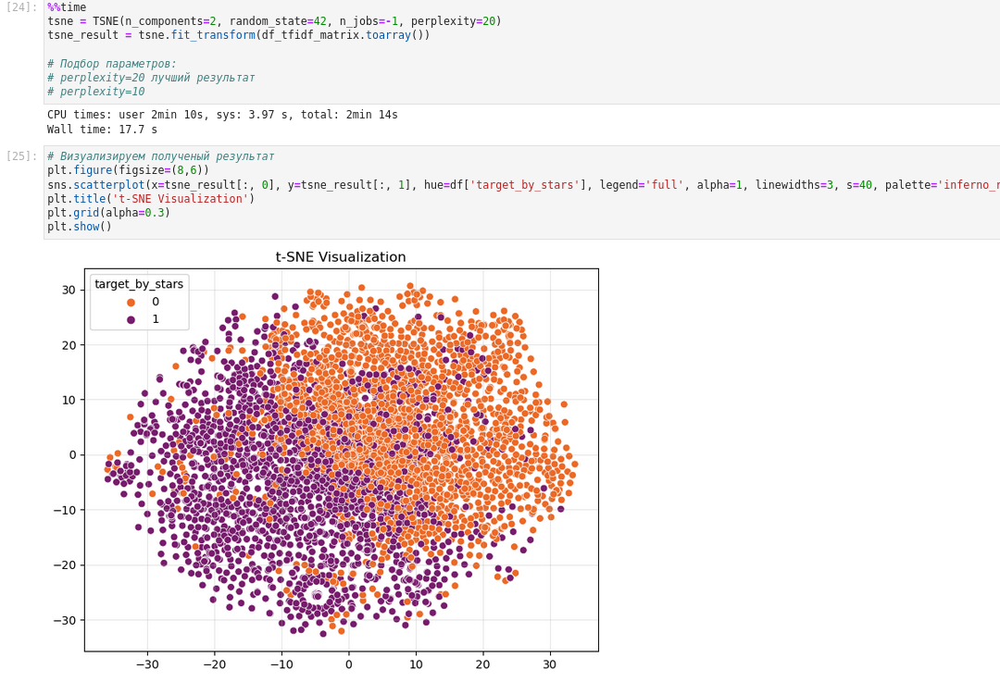 [24]: %%time
tsne = TSNE(n_components=2, random_state=42, n_jobs=-1, perplexity=20)
tsne_result = tsne.fit_transform(df_tfidf_matrix.toarray())
# Подбор параметров:
# perplexity=20 лучший результат
# perplexity=10
CPU times: user 2min 10s, sys: 3.97 s, total: 2min 14s
Wall time: 17.7 s
[25]: # Визуализируем полученый результат
plt.figure(figsize=(8,6))
sns.scatterplot(x=tsne_result[:, 0], y=tsne_result[:, 1], hue=df['target_by_stars'], legend='full', alpha=1, linewidths=3, s=40, palette='inferno_r
plt.title('t-SNE Visualization')
plt.grid(alpha=0.3)
plt.show()
t-SNE Visualization
target_by_stars
0
1
30
20
10
0
−10
−20
−30
−30 −20 −10 0 10 20 30